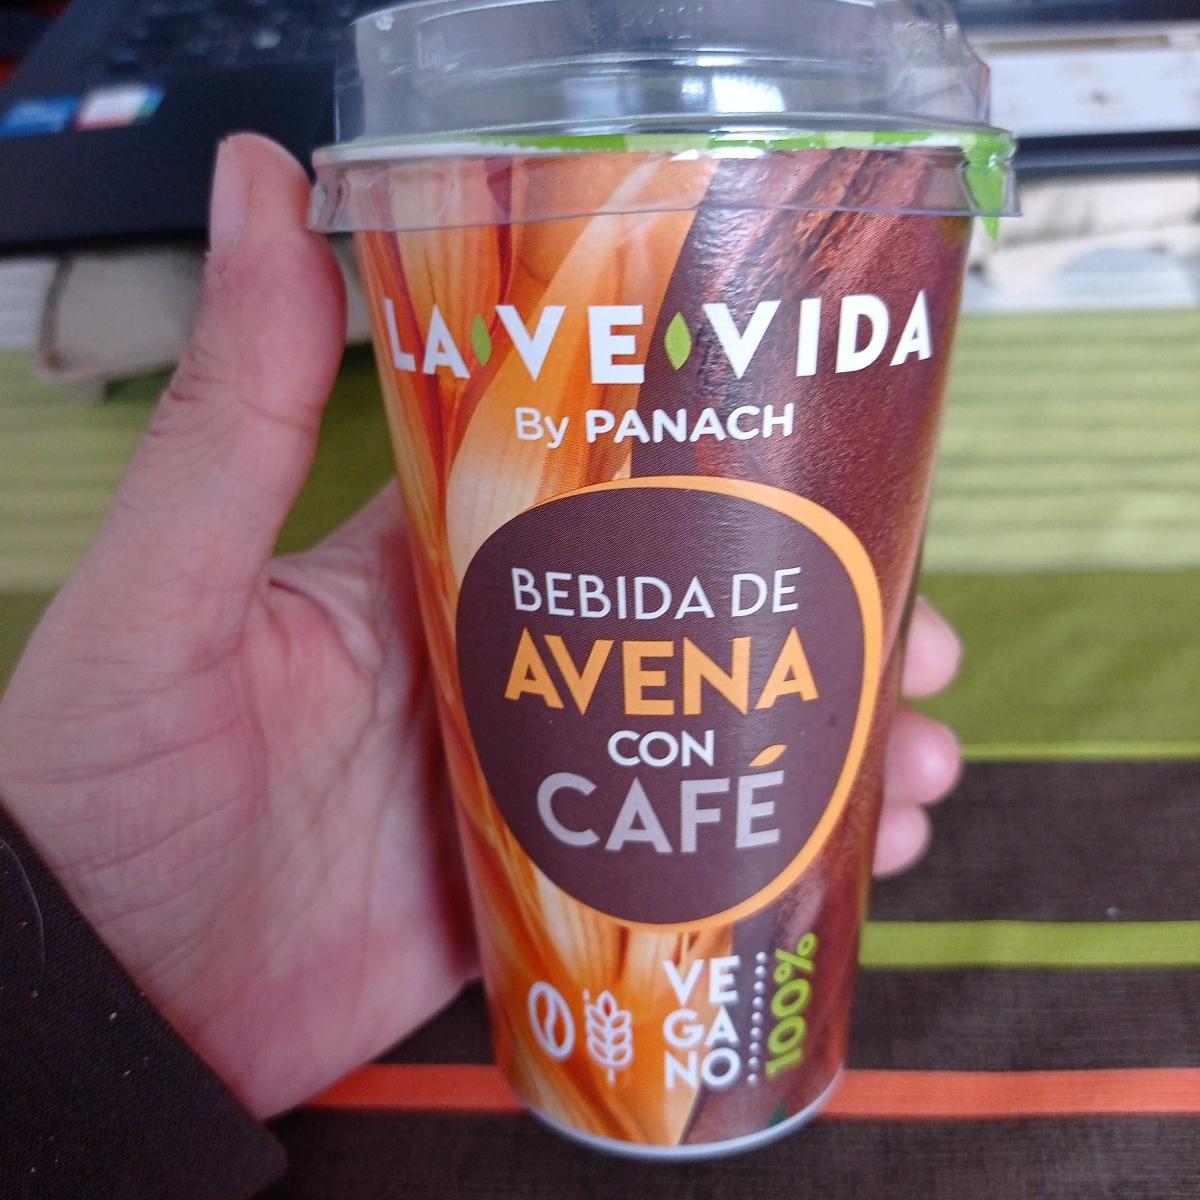 LA VE VIDA
By PANACH
BEBIDA DE
AVENA
CON
CAFÉ
VE
GA
NO
100%